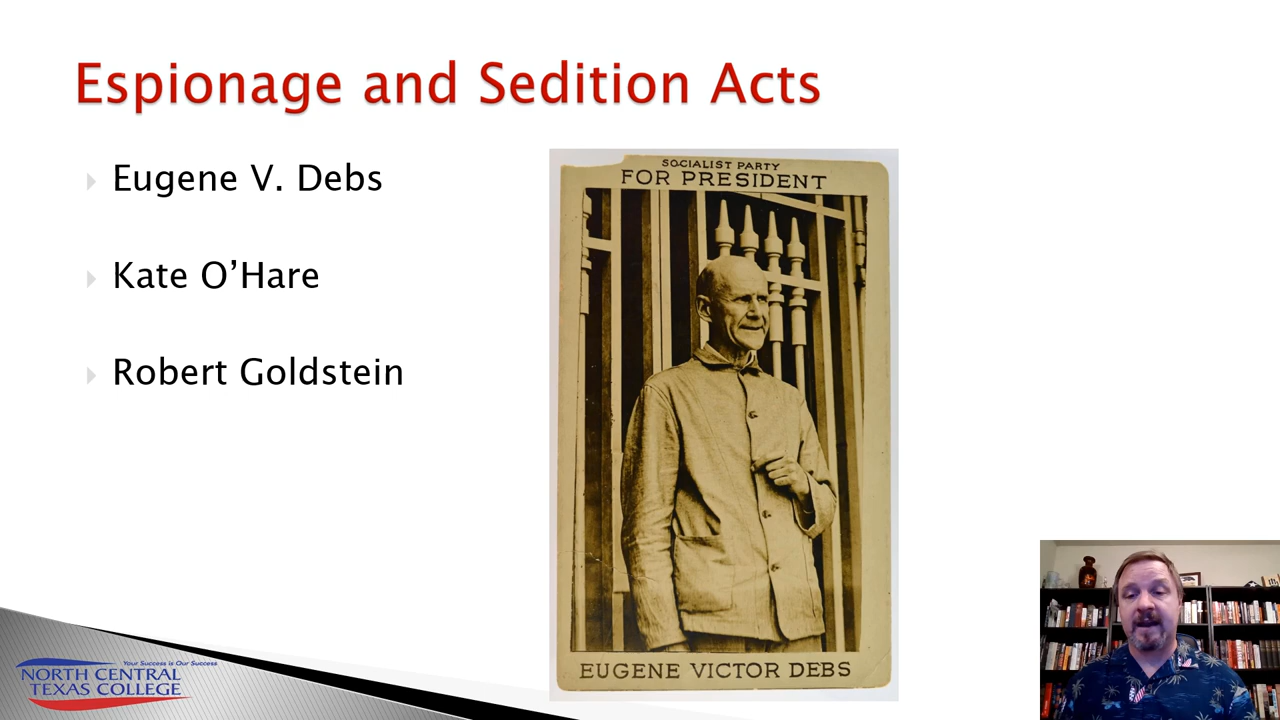 Espionage and Sedition Acts
Eugene V. Debs
Kate O’Hare
Robert Goldstein
SOCIALIST PARTY
FOR PRESIDENT
EUGENE VICTOR DEBS
Your Success is Our Success
NORTH CENTRAL
TEXAS COLLEGE